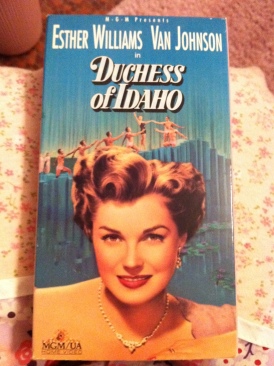 M-G-M Presents
ESTHER WILLIAMS VAN JOHNSON
in
DUCHESS
of IDAHO
MGM/UA